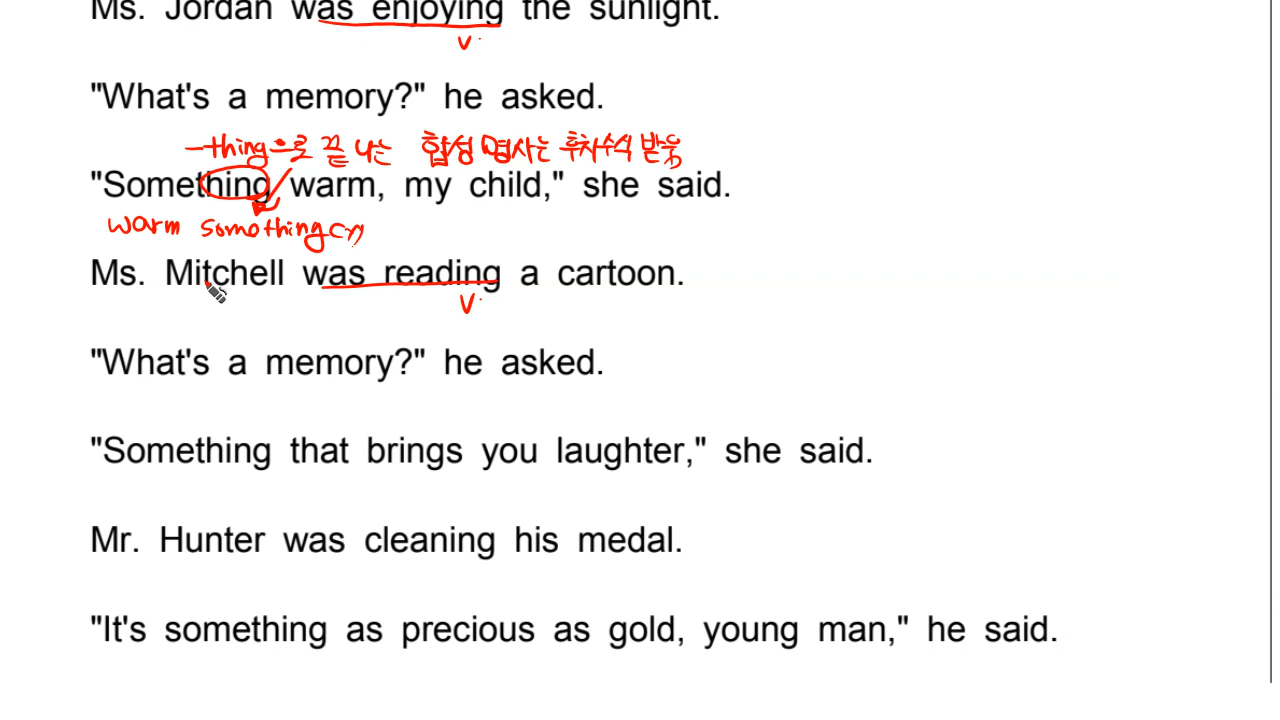 Ms. Jordan was enjoying the sunlight.
v
"What's a memory?" he asked.
-thing으로 끝나는 합성명사는 후치수식 받음
"Something warm, my child," she said.
warm something(x)
Ms. Mitchell was reading a cartoon.
v
"What's a memory?" he asked.
"Something that brings you laughter," she said.
Mr. Hunter was cleaning his medal.
"It's something as precious as gold, young man," he said.